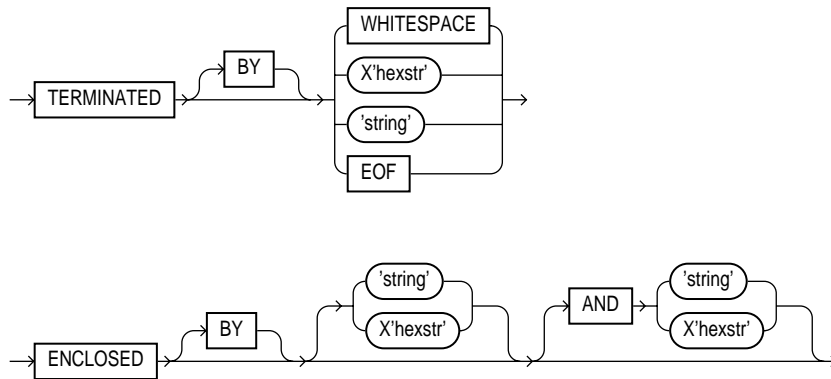 WHITESPACE
BY
X'hexstr'
TERMINATED
'string'
EOF
'string' 'string'
AND
BY X'hexstr' X'hexstr'
ENCLOSED